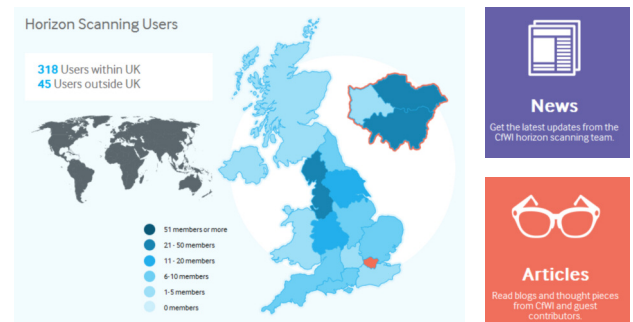 Horizon Scanning Users
318 Users within UK
45 Users outside UK
51 members or more
21 - 50 members
11 - 20 members
6-10 members
1-5 members
0 members
News
Get the latest updates from the
CfWI horizon scanning team.
Articles
Read blogs and thought pieces
from CfWI and guest
contributors.